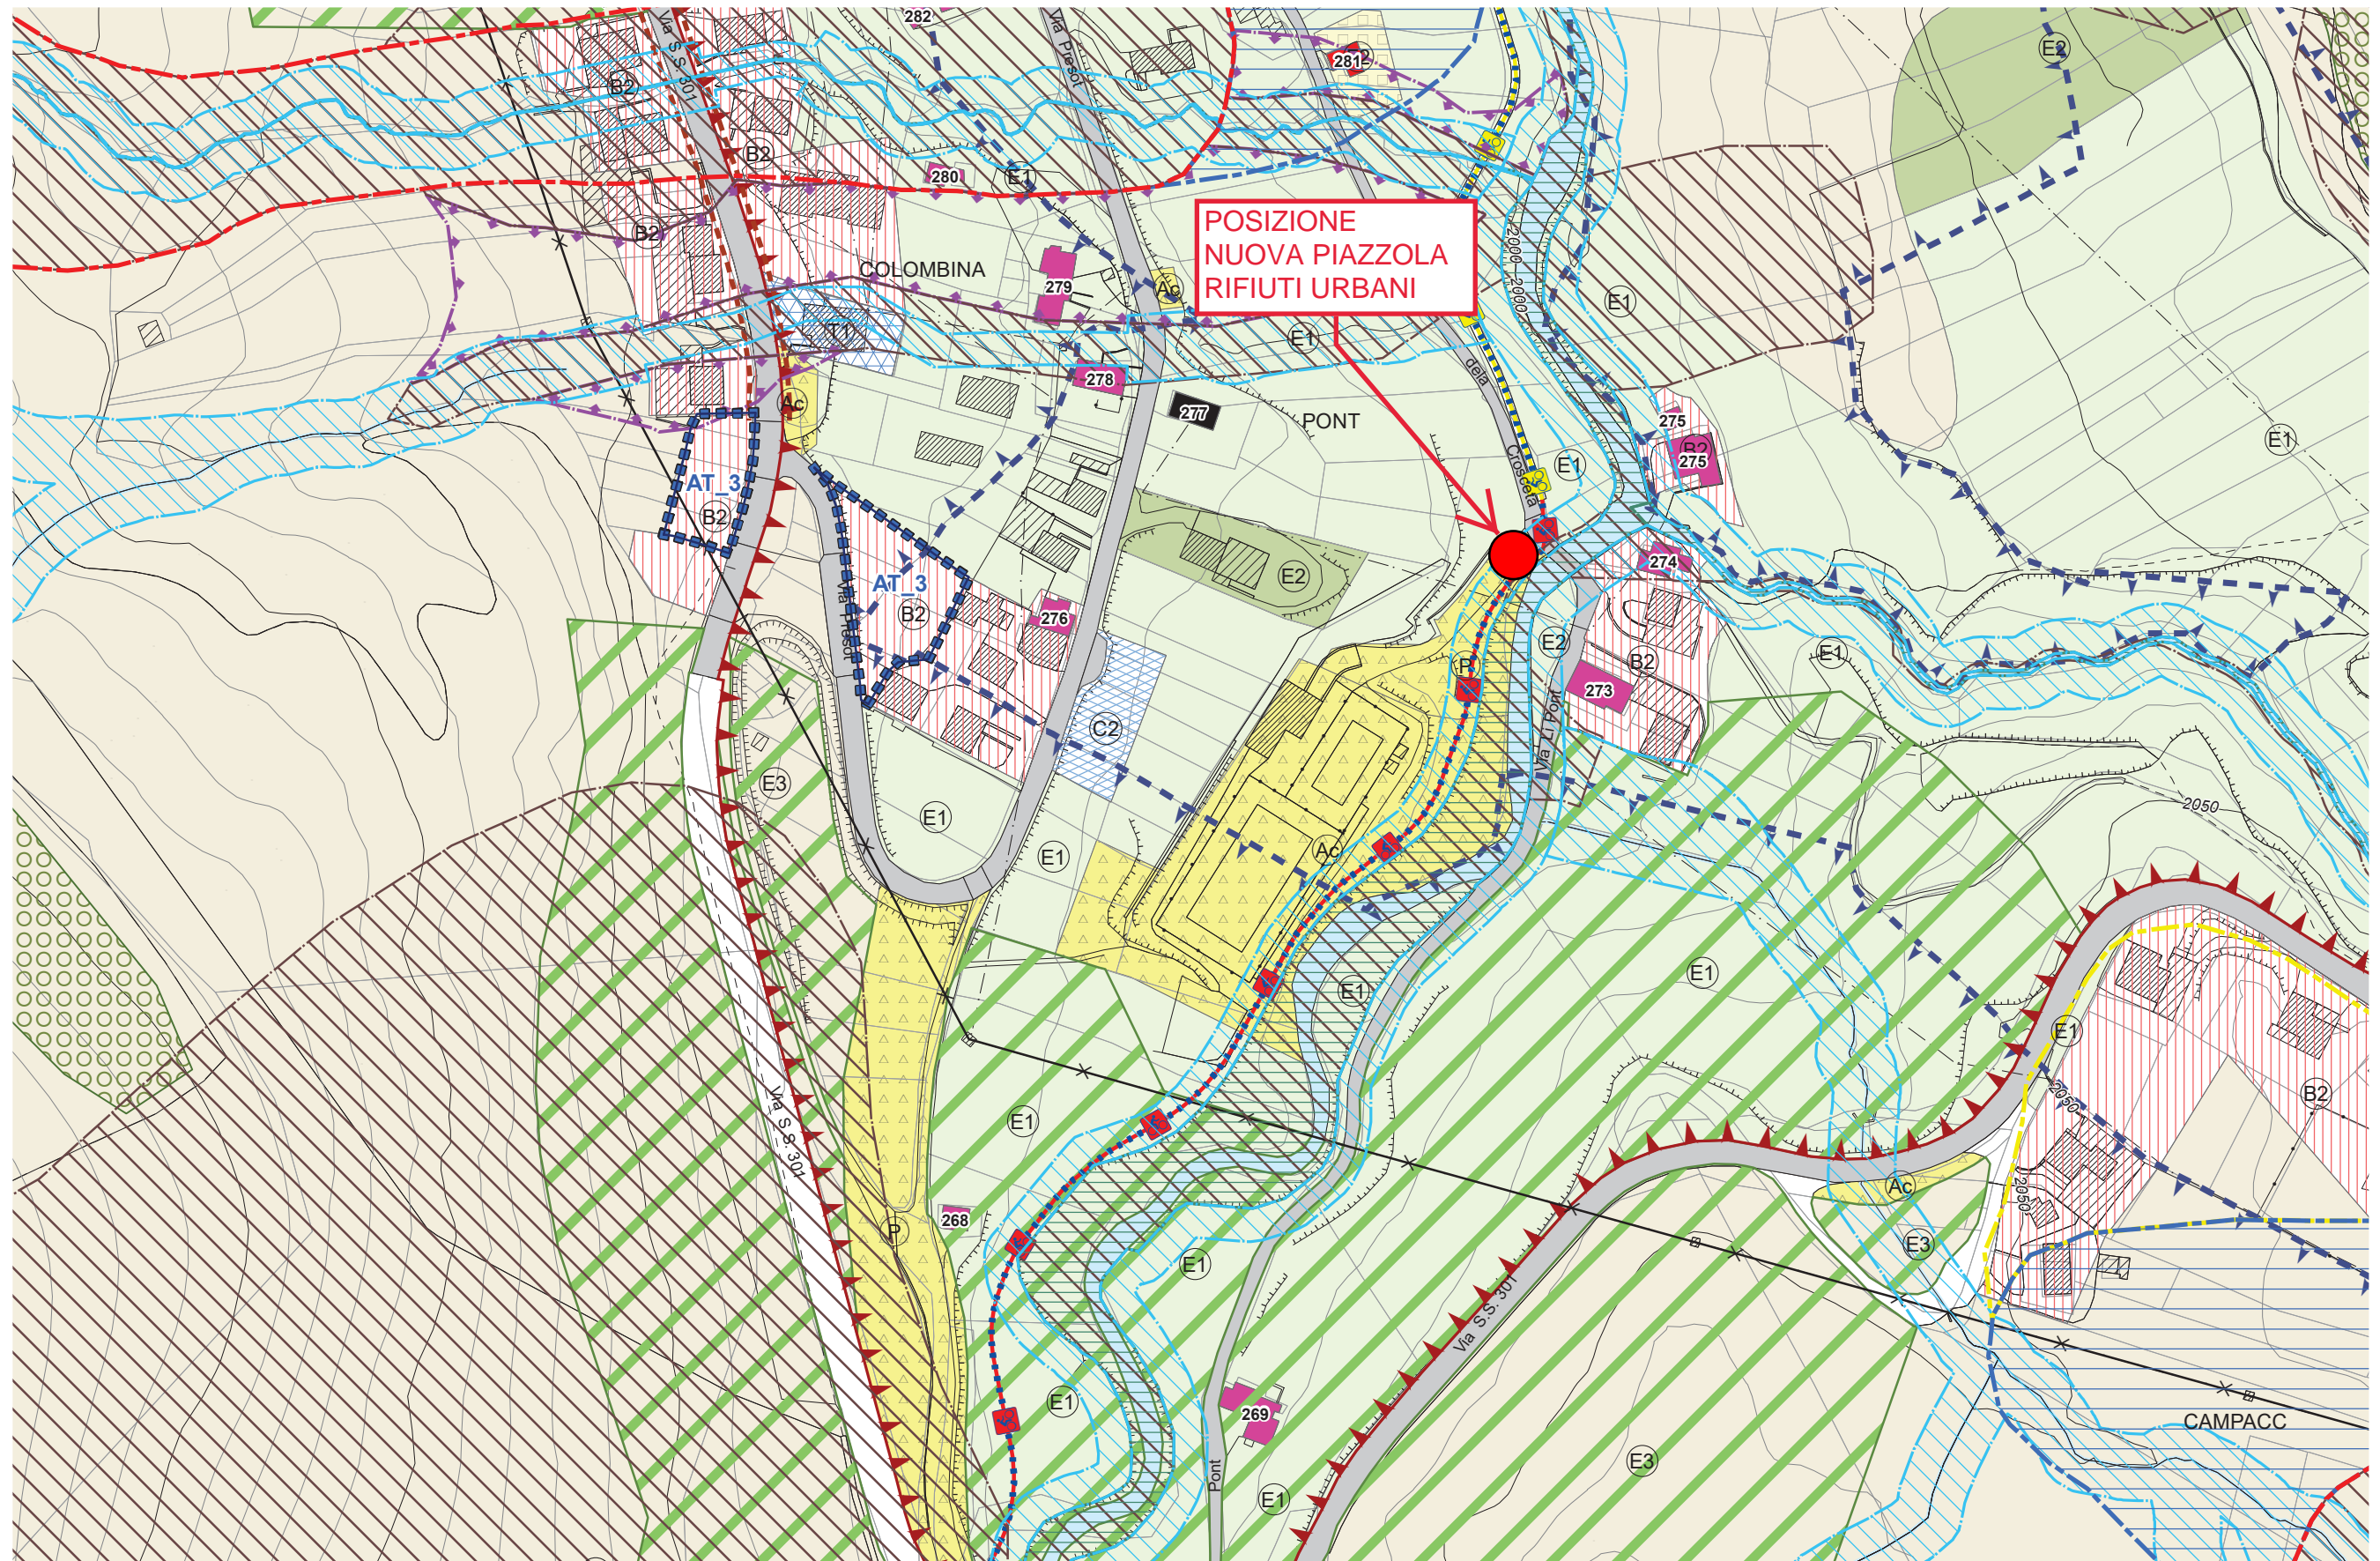 282
Via S.S. 301
Via Presot
281
E2
B2
B2
E1
280
B2
POSIZIONE
NUOVA PIAZZOLA
RIFIUTI URBANI
COLOMBINA
279
Ac
2000
2000
E1
T1
E1
278
dela
277
PONT
275
Ac
B2
275
E1
AT_3
B2
Crosceta
E1
AT_3
B2
Via Presot
276
E2
274
E2
B2
E1
P
273
C2
Via Li Pont
E3
2050
E1
E1
Ac
E1
E1
E1
2050
B2
Via S.S. 301
E1
Ac
2050
268
P
E3
E1
Via S.S. 301
E1
269
CAMPACC
Pont
E3
E1